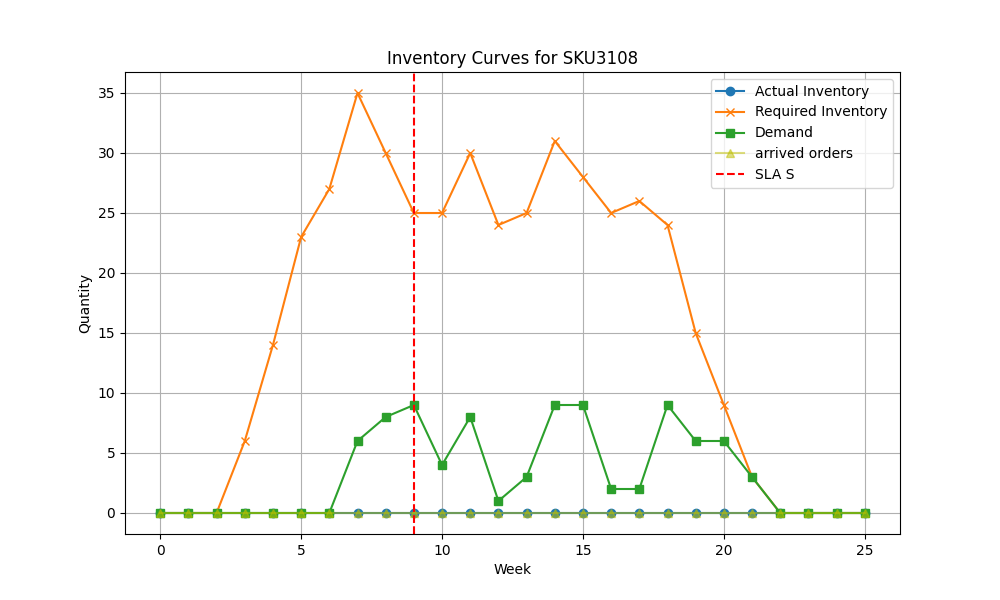 Inventory Curves for SKU3108
Actual Inventory
Required Inventory
Demand
arrived orders
SLA S
Quantity
35
30
25
20
15
10
5
0
0 5 10 15 20 25
Week